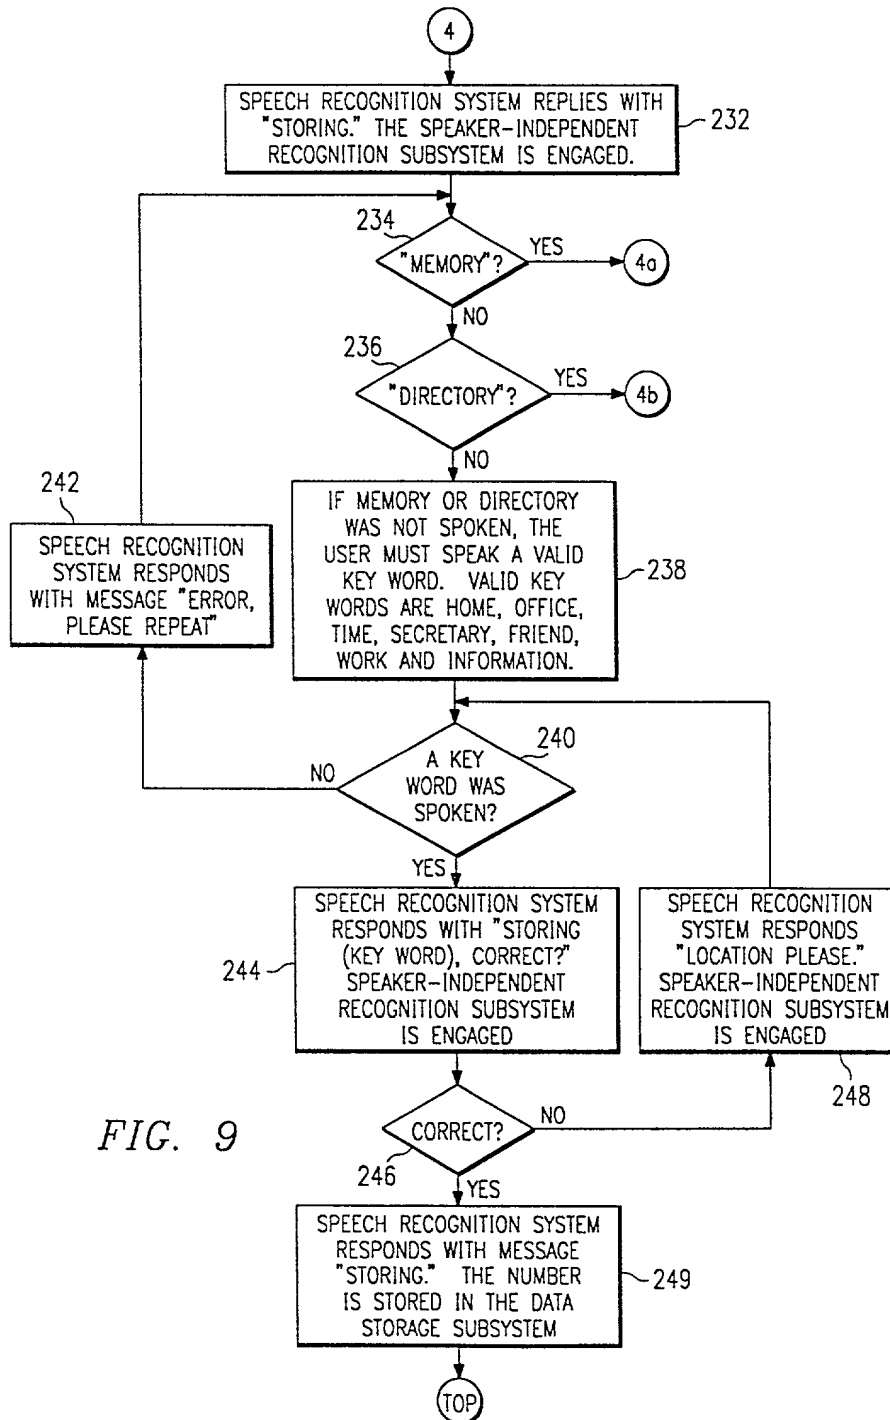 4
SPEECH RECOGNITION SYSTEM REPLIES WITH
"STORING." THE SPEAKER-INDEPENDENT
RECOGNITION SUBSYSTEM IS ENGAGED.
232
234
"MEMORY"?
YES
4a
NO
236
"DIRECTORY"?
YES
4b
NO
242
SPEECH RECOGNITION
SYSTEM RESPONDS
WITH MESSAGE "ERROR,
PLEASE REPEAT"
IF MEMORY OR DIRECTORY
WAS NOT SPOKEN, THE
USER MUST SPEAK A VALID
KEY WORD. VALID KEY
WORDS ARE HOME, OFFICE,
TIME, SECRETARY, FRIEND,
WORK AND INFORMATION.
238
240
A KEY
WORD WAS
SPOKEN?
NO
YES
SPEECH RECOGNITION SYSTEM
RESPONDS WITH "STORING
(KEY WORD), CORRECT?"
SPEAKER-INDEPENDENT
RECOGNITION SUBSYSTEM
IS ENGAGED
244
SPEECH RECOGNITION
SYSTEM RESPONDS
"LOCATION PLEASE."
SPEAKER-INDEPENDENT
RECOGNITION SUBSYSTEM
IS ENGAGED
248
FIG. 9
CORRECT?
NO
246
YES
SPEECH RECOGNITION SYSTEM
RESPONDS WITH MESSAGE
"STORING." THE NUMBER
IS STORED IN THE DATA
STORAGE SUBSYSTEM
249
TOP